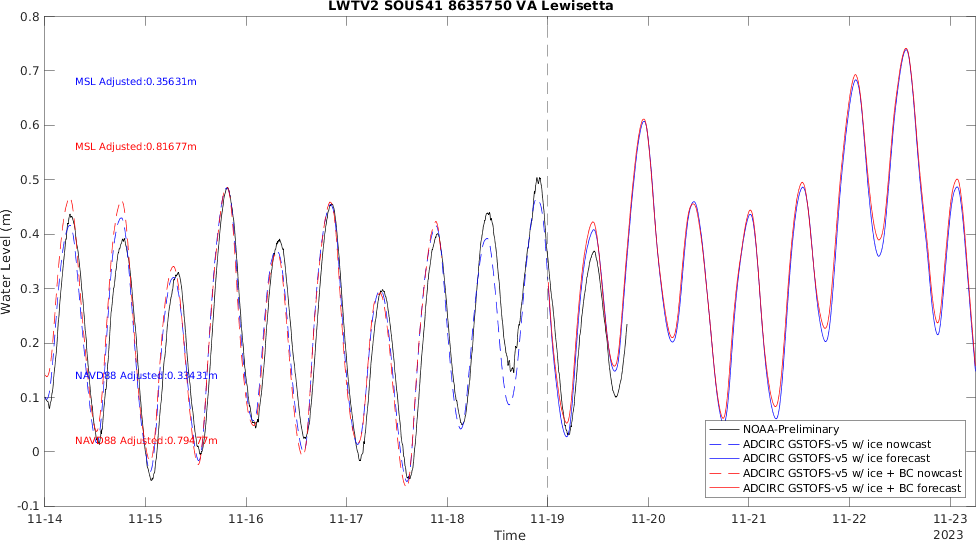 LWTV2 SOUS41 8635750 VA Lewisetta
0.8
0.7
0.6
0.5
0.4
0.3
0.2
0.1
0
-0.1
Water Level (m)
MSL Adjusted:0.35631m
MSL Adjusted:0.81677m
NAVD88 Adjusted:0.33431m
NAVD88 Adjusted:0.79477m
NOAA-Preliminary
ADCIRC GSTOFS-v5 w/ ice nowcast
ADCIRC GSTOFS-v5 w/ ice forecast
ADCIRC GSTOFS-v5 w/ ice + BC nowcast
ADCIRC GSTOFS-v5 w/ ice + BC forecast
11-14 11-15 11-16 11-17 11-18 11-19 11-20 11-21 11-22 11-23
2023
Time